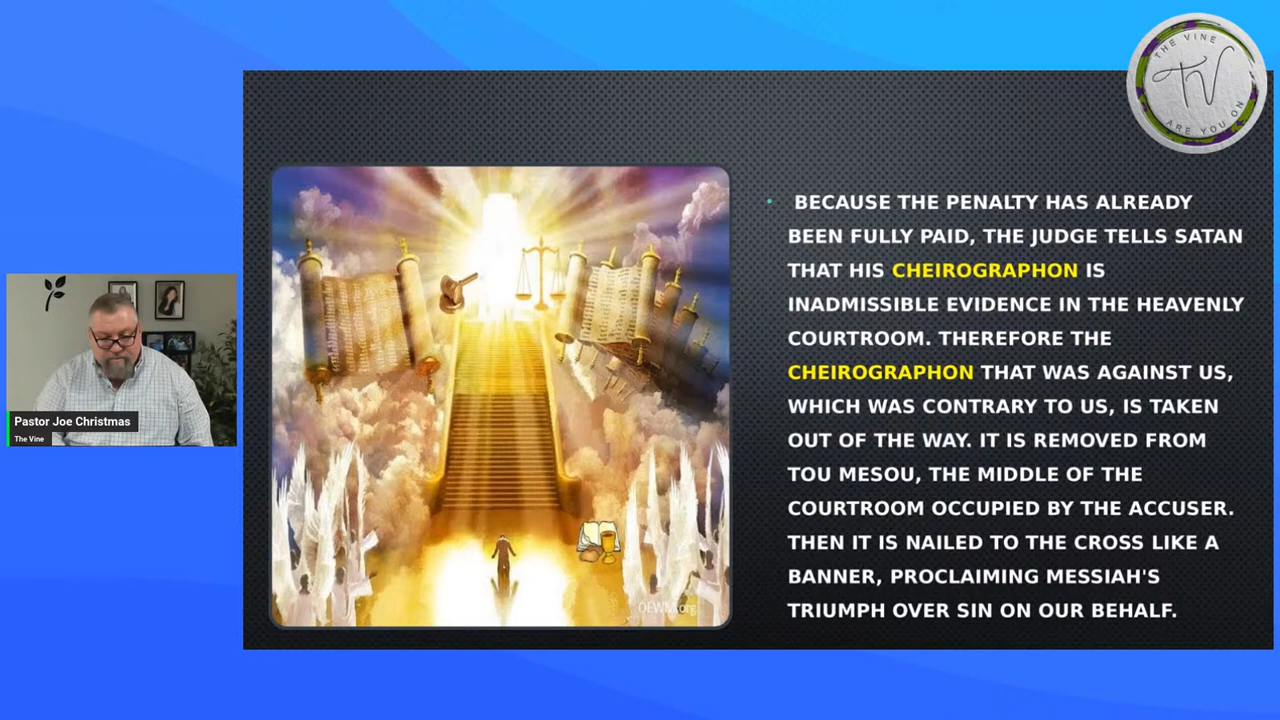 THE VINE
TV
ARE YOU ON
• BECAUSE THE PENALTY HAS ALREADY
BEEN FULLY PAID, THE JUDGE TELLS SATAN
THAT HIS CHEIROGRAPHON IS
INADMISSIBLE EVIDENCE IN THE HEAVENLY
COURTROOM. THEREFORE THE
CHEIROGRAPHON THAT WAS AGAINST US,
WHICH WAS CONTRARY TO US, IS TAKEN
OUT OF THE WAY. IT IS REMOVED FROM
TOU MESOU, THE MIDDLE OF THE
COURTROOM OCCUPIED BY THE ACCUSER.
THEN IT IS NAILED TO THE CROSS LIKE A
BANNER, PROCLAIMING MESSIAH'S
TRIUMPH OVER SIN ON OUR BEHALF.
Pastor Joe Christmas
The Vine
OEWM.org